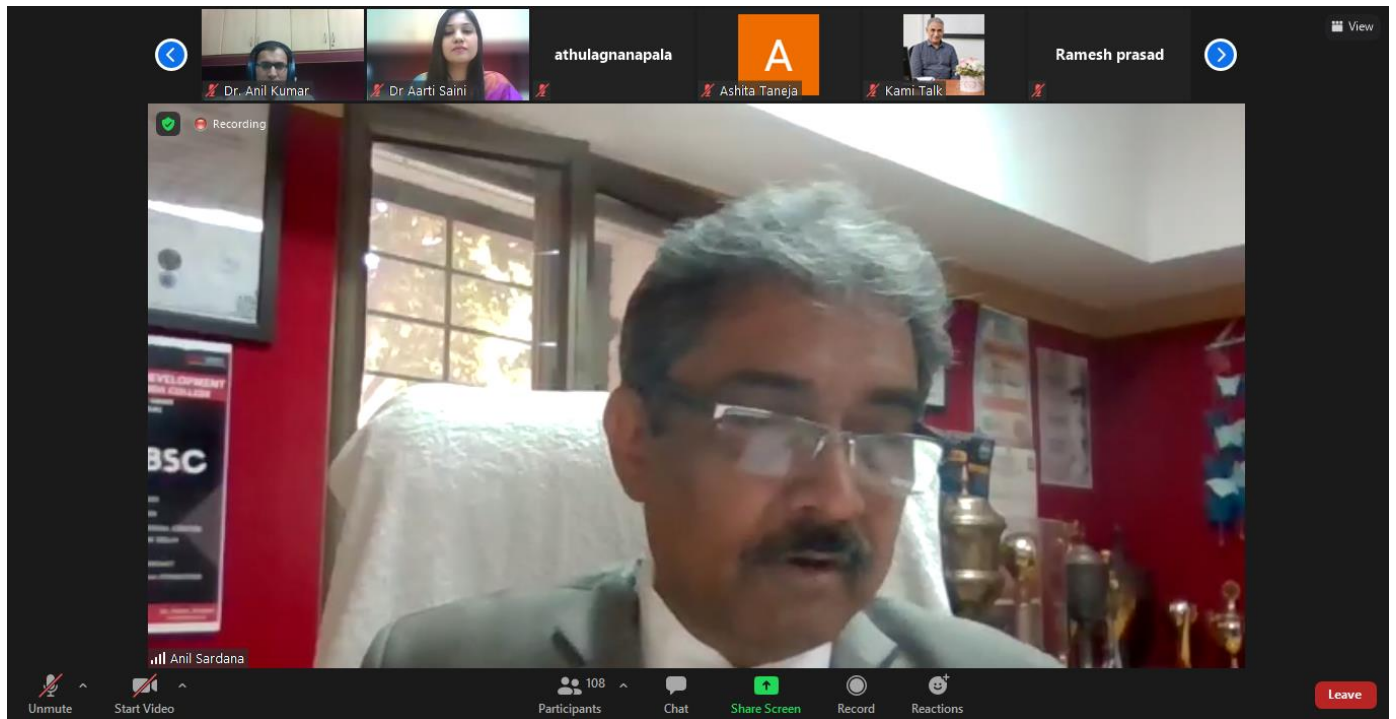 View
athulagnanapala
A
Ramesh prasad
Dr. Anil Kumar
Dr Aarti Saini
Ashita Taneja
Kami Talk
Recording
COLLEGE
BSC
Anil Sardana
108
Unmute
Start Video
Participants
Chat
Share Screen
Record
Reactions
Leave